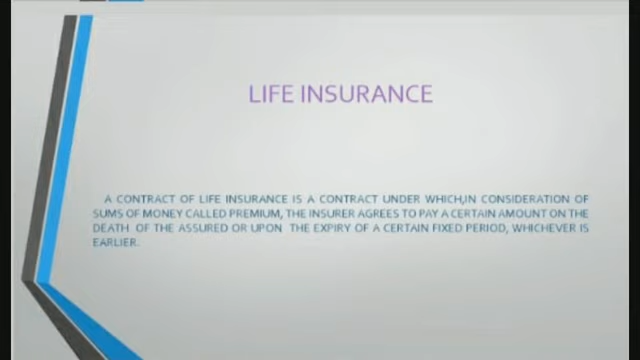 LIFE INSURANCE
A CONTRACT OF LIFE INSURANCE IS A CONTRACT UNDER WHICH,IN CONSIDERATION OF
SUMS OF MONEY CALLED PREMIUM, THE INSURER AGREES TO PAY A CERTAIN AMOUNT ON THE
DEATH OF THE ASSURED OR UPON THE EXPIRY OF A CERTAIN FIXED PERIOD, WHICHEVER IS
EARLIER.